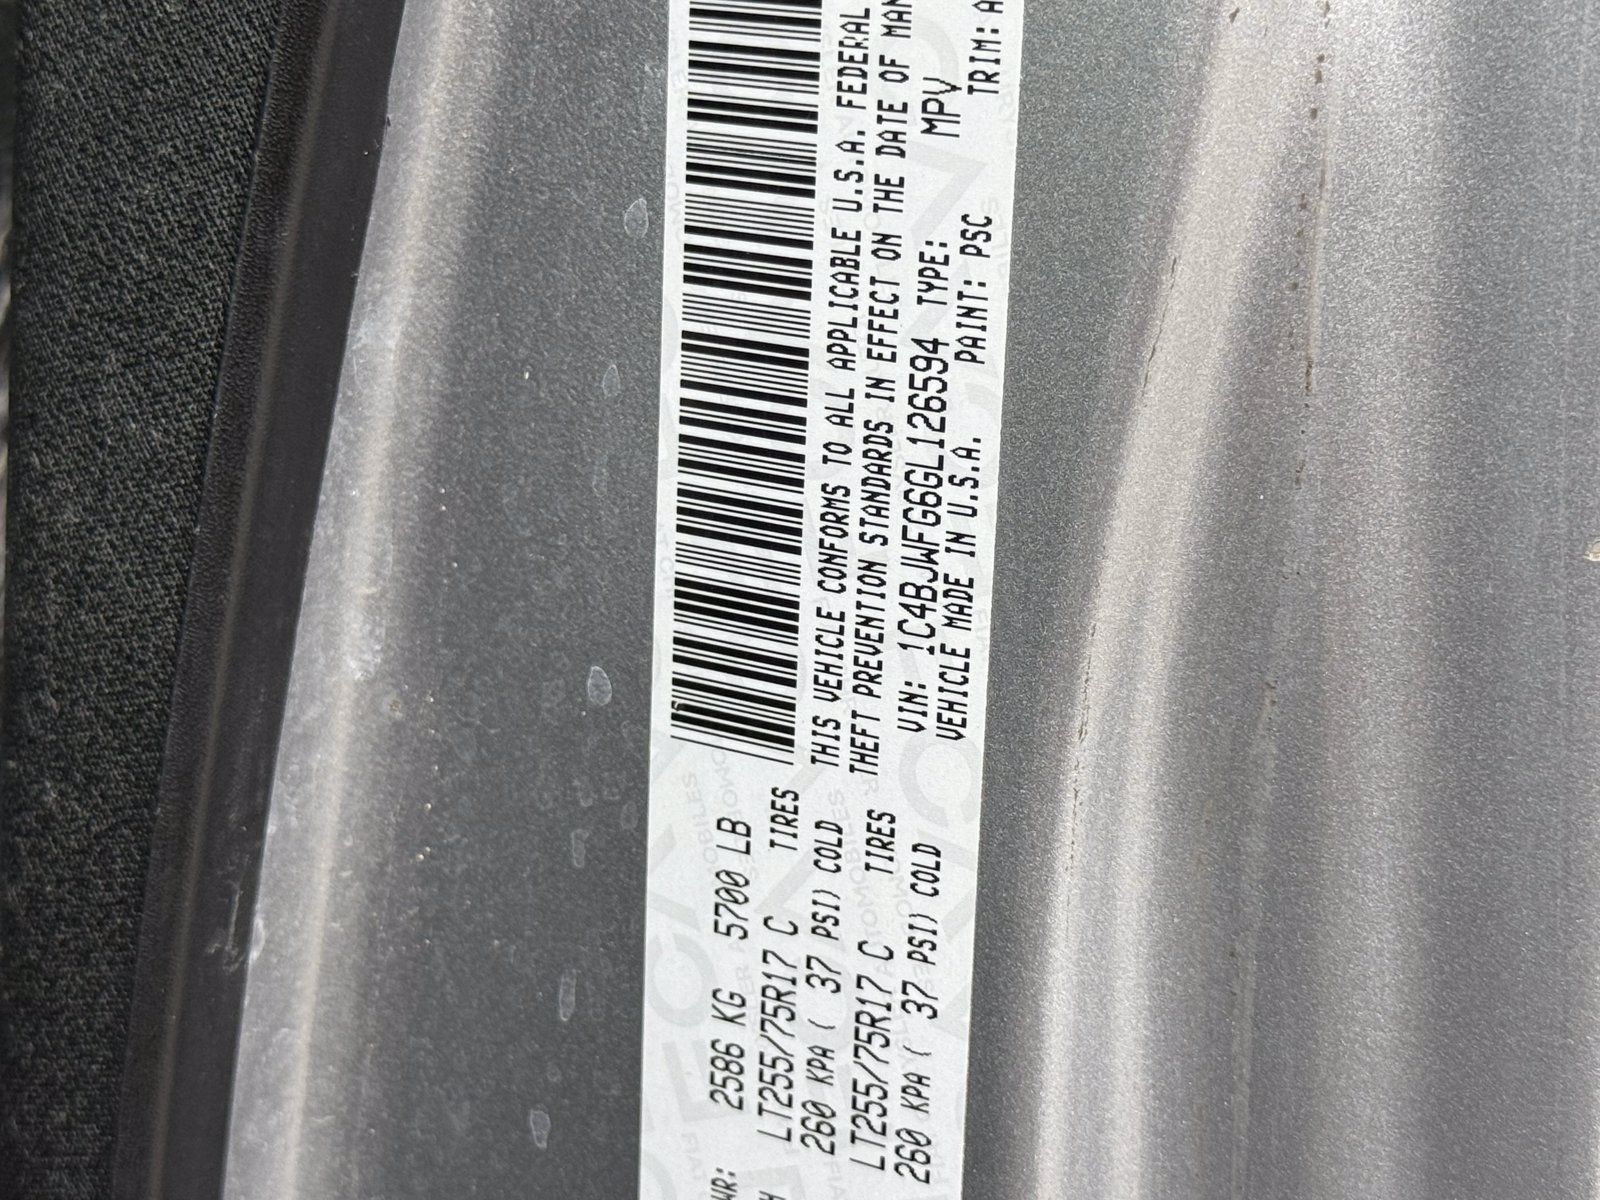 WR: 2586 KG 5700 LB
H LT255/75R17 C TIRES
260 KPA ( 37 PSI) COLD
LT255/75R17 C TIRES
260 KPA ( 37 PSI) COLD
THIS VEHICLE CONFORMS TO ALL APPLICABLE U.S.A. FEDERAL
THEFT PREVENTION STANDARDS IN EFFECT ON THE DATE OF MAN
VIN: 1C4BJWFG6GL126594 TYPE: MPV
VEHICLE MADE IN U.S.A. PAINT: PSC TRIM: A